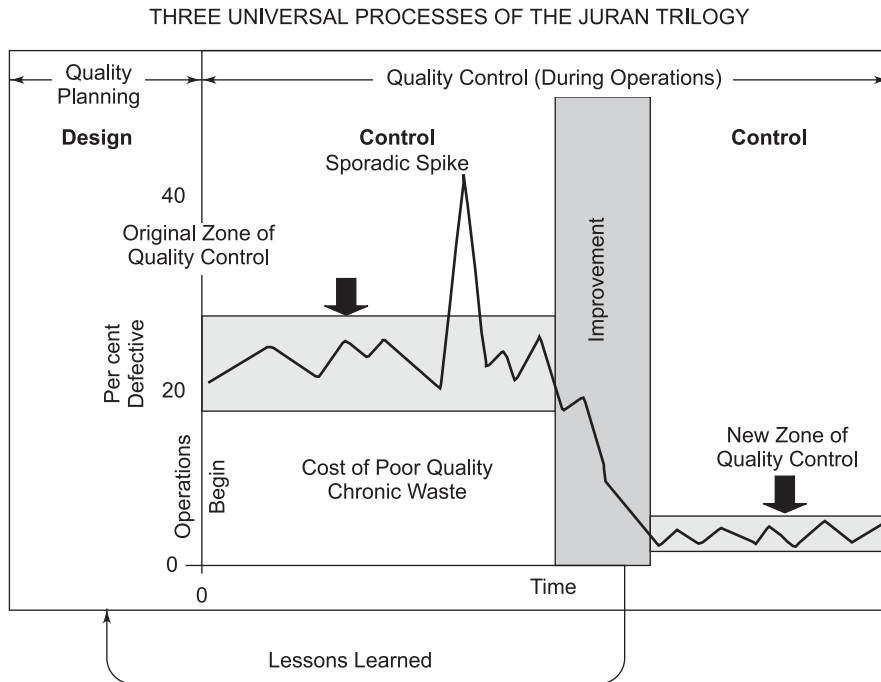 THREE UNIVERSAL PROCESSES OF THE JURAN TRILOGY
Quality
Planning
Quality Control (During Operations)
Design
Control
Sporadic Spike
Control
40
Original Zone of
Quality Control
Improvement
Per cent
Defective
20
New Zone of
Quality Control
Cost of Poor Quality
Chronic Waste
Operations
Begin
0
0
Time
Lessons Learned